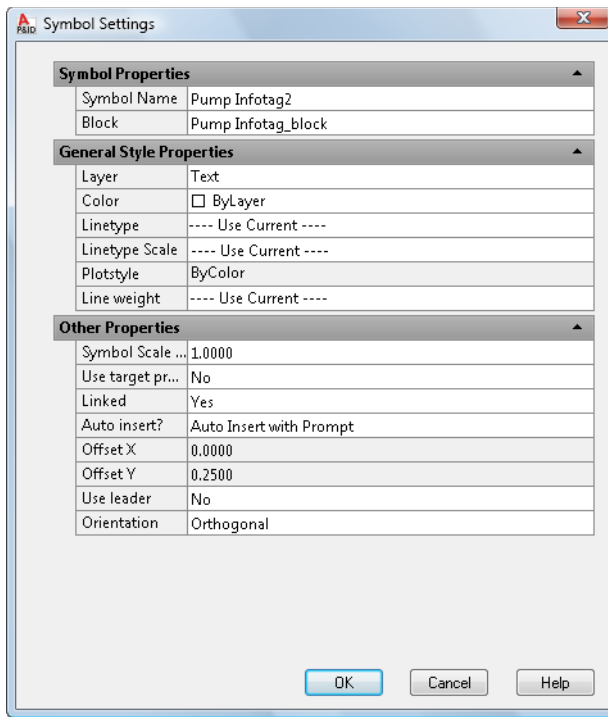 A P&ID Symbol Settings
Symbol Properties
Symbol Name Pump Infotag2
Block Pump Infotag_block
General Style Properties
Layer Text
Color ByLayer
Linetype ---- Use Current ----
Linetype Scale ---- Use Current ----
Plotstyle ByColor
Line weight ---- Use Current ----
Other Properties
Symbol Scale ... 1.0000
Use target pr... No
Linked Yes
Auto insert? Auto Insert with Prompt
Offset X 0.0000
Offset Y 0.2500
Use leader No
Orientation Orthogonal
OK Cancel Help